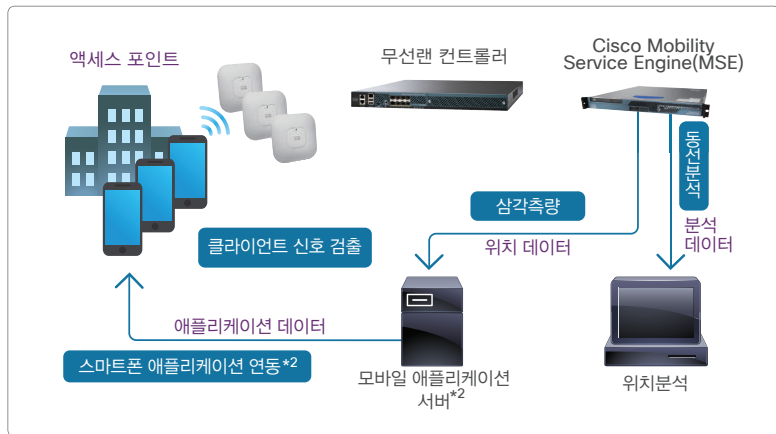 액세스 포인트
무선랜 컨트롤러
Cisco Mobility
Service Engine(MSE)
동선분석
삼각측량
분석
데이터
위치 데이터
클라이언트 신호 검출
애플리케이션 데이터
스마트폰 애플리케이션 연동*2
모바일 애플리케이션
서버*2
위치분석